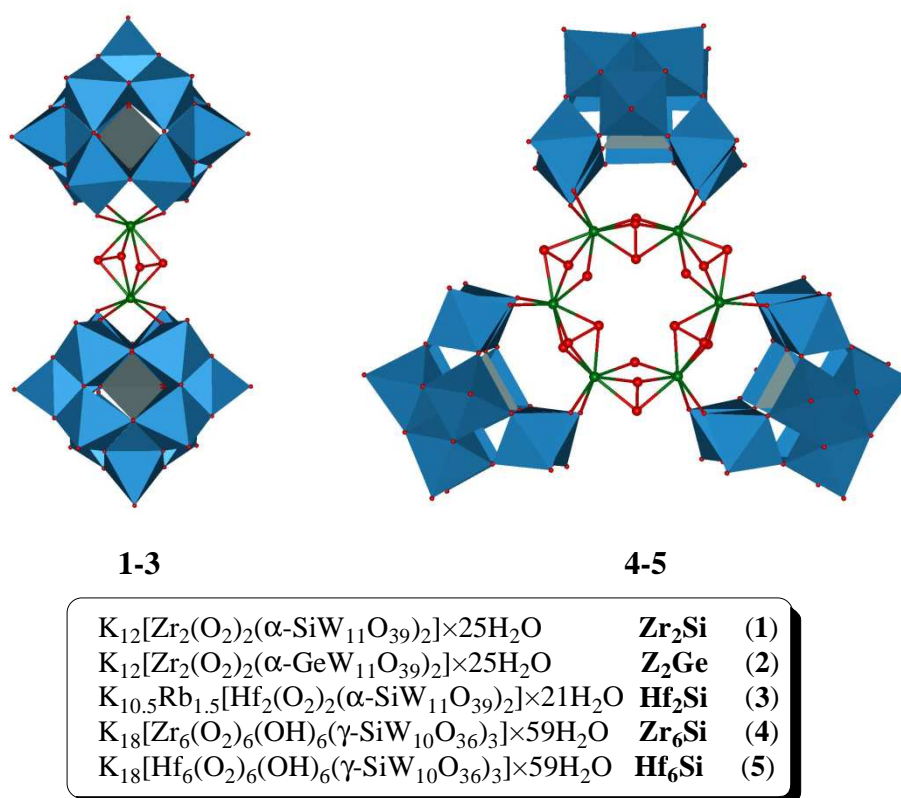 1-3 4-5
K₁₂[Zr₂(O₂)₂(α-SiW₁₁O₃₉)₂]×25H₂O Zr₂Si (1)
K₁₂[Zr₂(O₂)₂(α-GeW₁₁O₃₉)₂]×25H₂O Z₂Ge (2)
K₁₀.₅Rb₁.₅[Hf₂(O₂)₂(α-SiW₁₁O₃₉)₂]×21H₂O Hf₂Si (3)
K₁₈[Zr₆(O₂)₆(OH)₆(γ-SiW₁₀O₃₆)₃]×59H₂O Zr₆Si (4)
K₁₈[Hf₆(O₂)₆(OH)₆(γ-SiW₁₀O₃₆)₃]×59H₂O Hf₆Si (5)